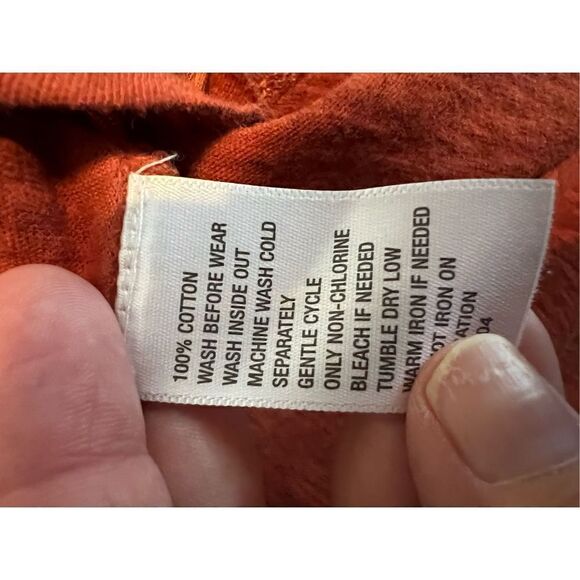 100% COTTON
WASH BEFORE WEAR
WASH INSIDE OUT
MACHINE WASH COLD
SEPARATELY
GENTLE CYCLE
ONLY NON-CHLORINE
BLEACH IF NEEDED
TUMBLE DRY LOW
WARM IRON IF NEEDED
IRON ON